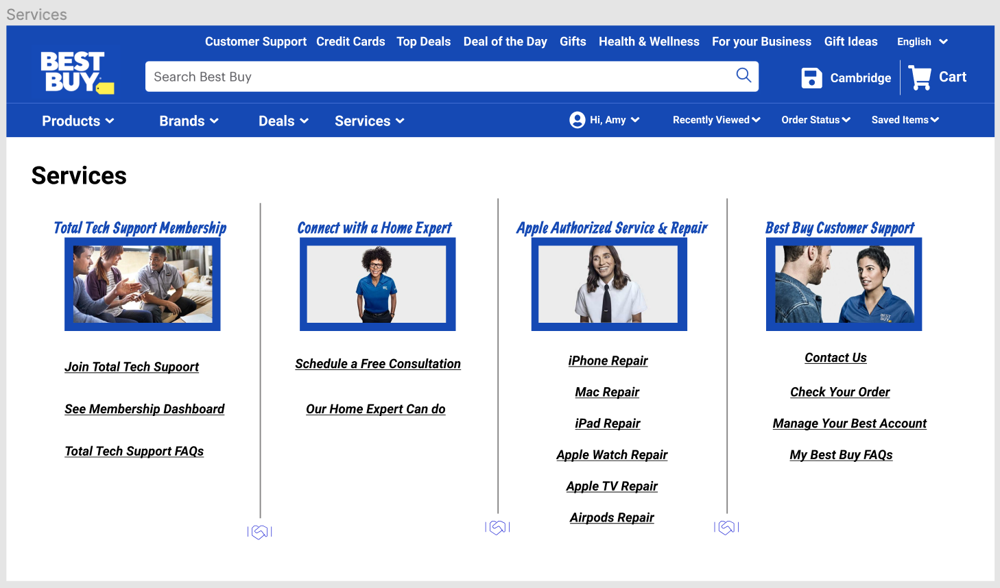 Services
Customer Support Credit Cards Top Deals Deal of the Day Gifts Health & Wellness For your Business Gift Ideas English
BEST
BUY
Search Best Buy
Cambridge
Cart
Products Brands Deals Services Hi, Amy Recently Viewed Order Status Saved Items
Services
Total Tech Support Membership
Join Total Tech Supoort
See Membership Dashboard
Total Tech Support FAQs
Connect with a Home Expert
Schedule a Free Consultation
Our Home Expert Can do
Apple Authorized Service & Repair
iPhone Repair
Mac Repair
iPad Repair
Apple Watch Repair
Apple TV Repair
Airpods Repair
Best Buy Customer Support
BEST
BUY
Contact Us
Check Your Order
Manage Your Best Account
My Best Buy FAQs